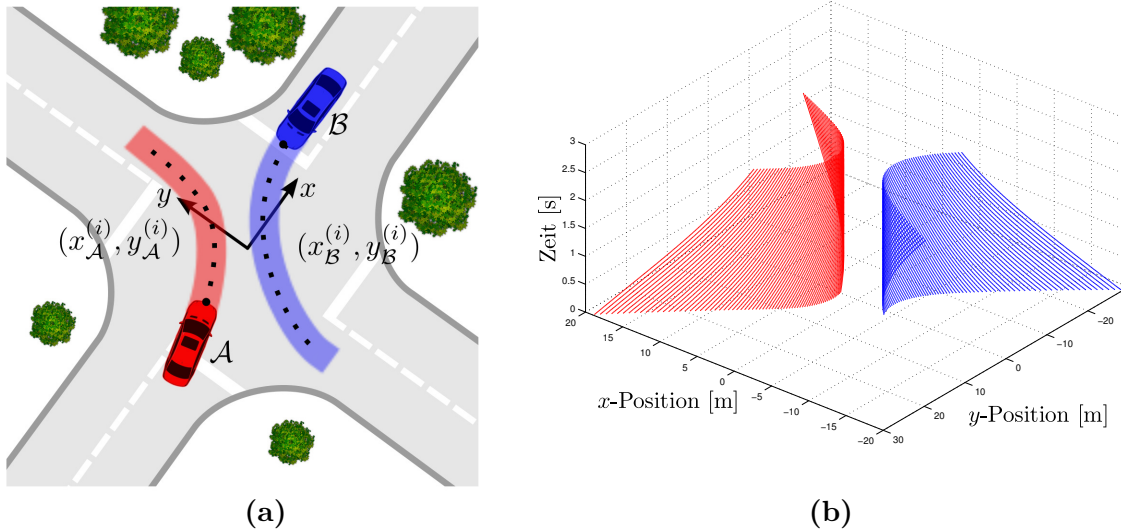 B
x
y
(x_A^{(i)}, y_A^{(i)})
(x_B^{(i)}, y_B^{(i)})
A
(a)
3
2.5
2
1.5
1
0.5
0
Zeit [s]
20
15
10
5
0
−5
−10
−15
−20
x-Position [m]
30
20
10
0
−10
−20
y-Position [m]
(b)